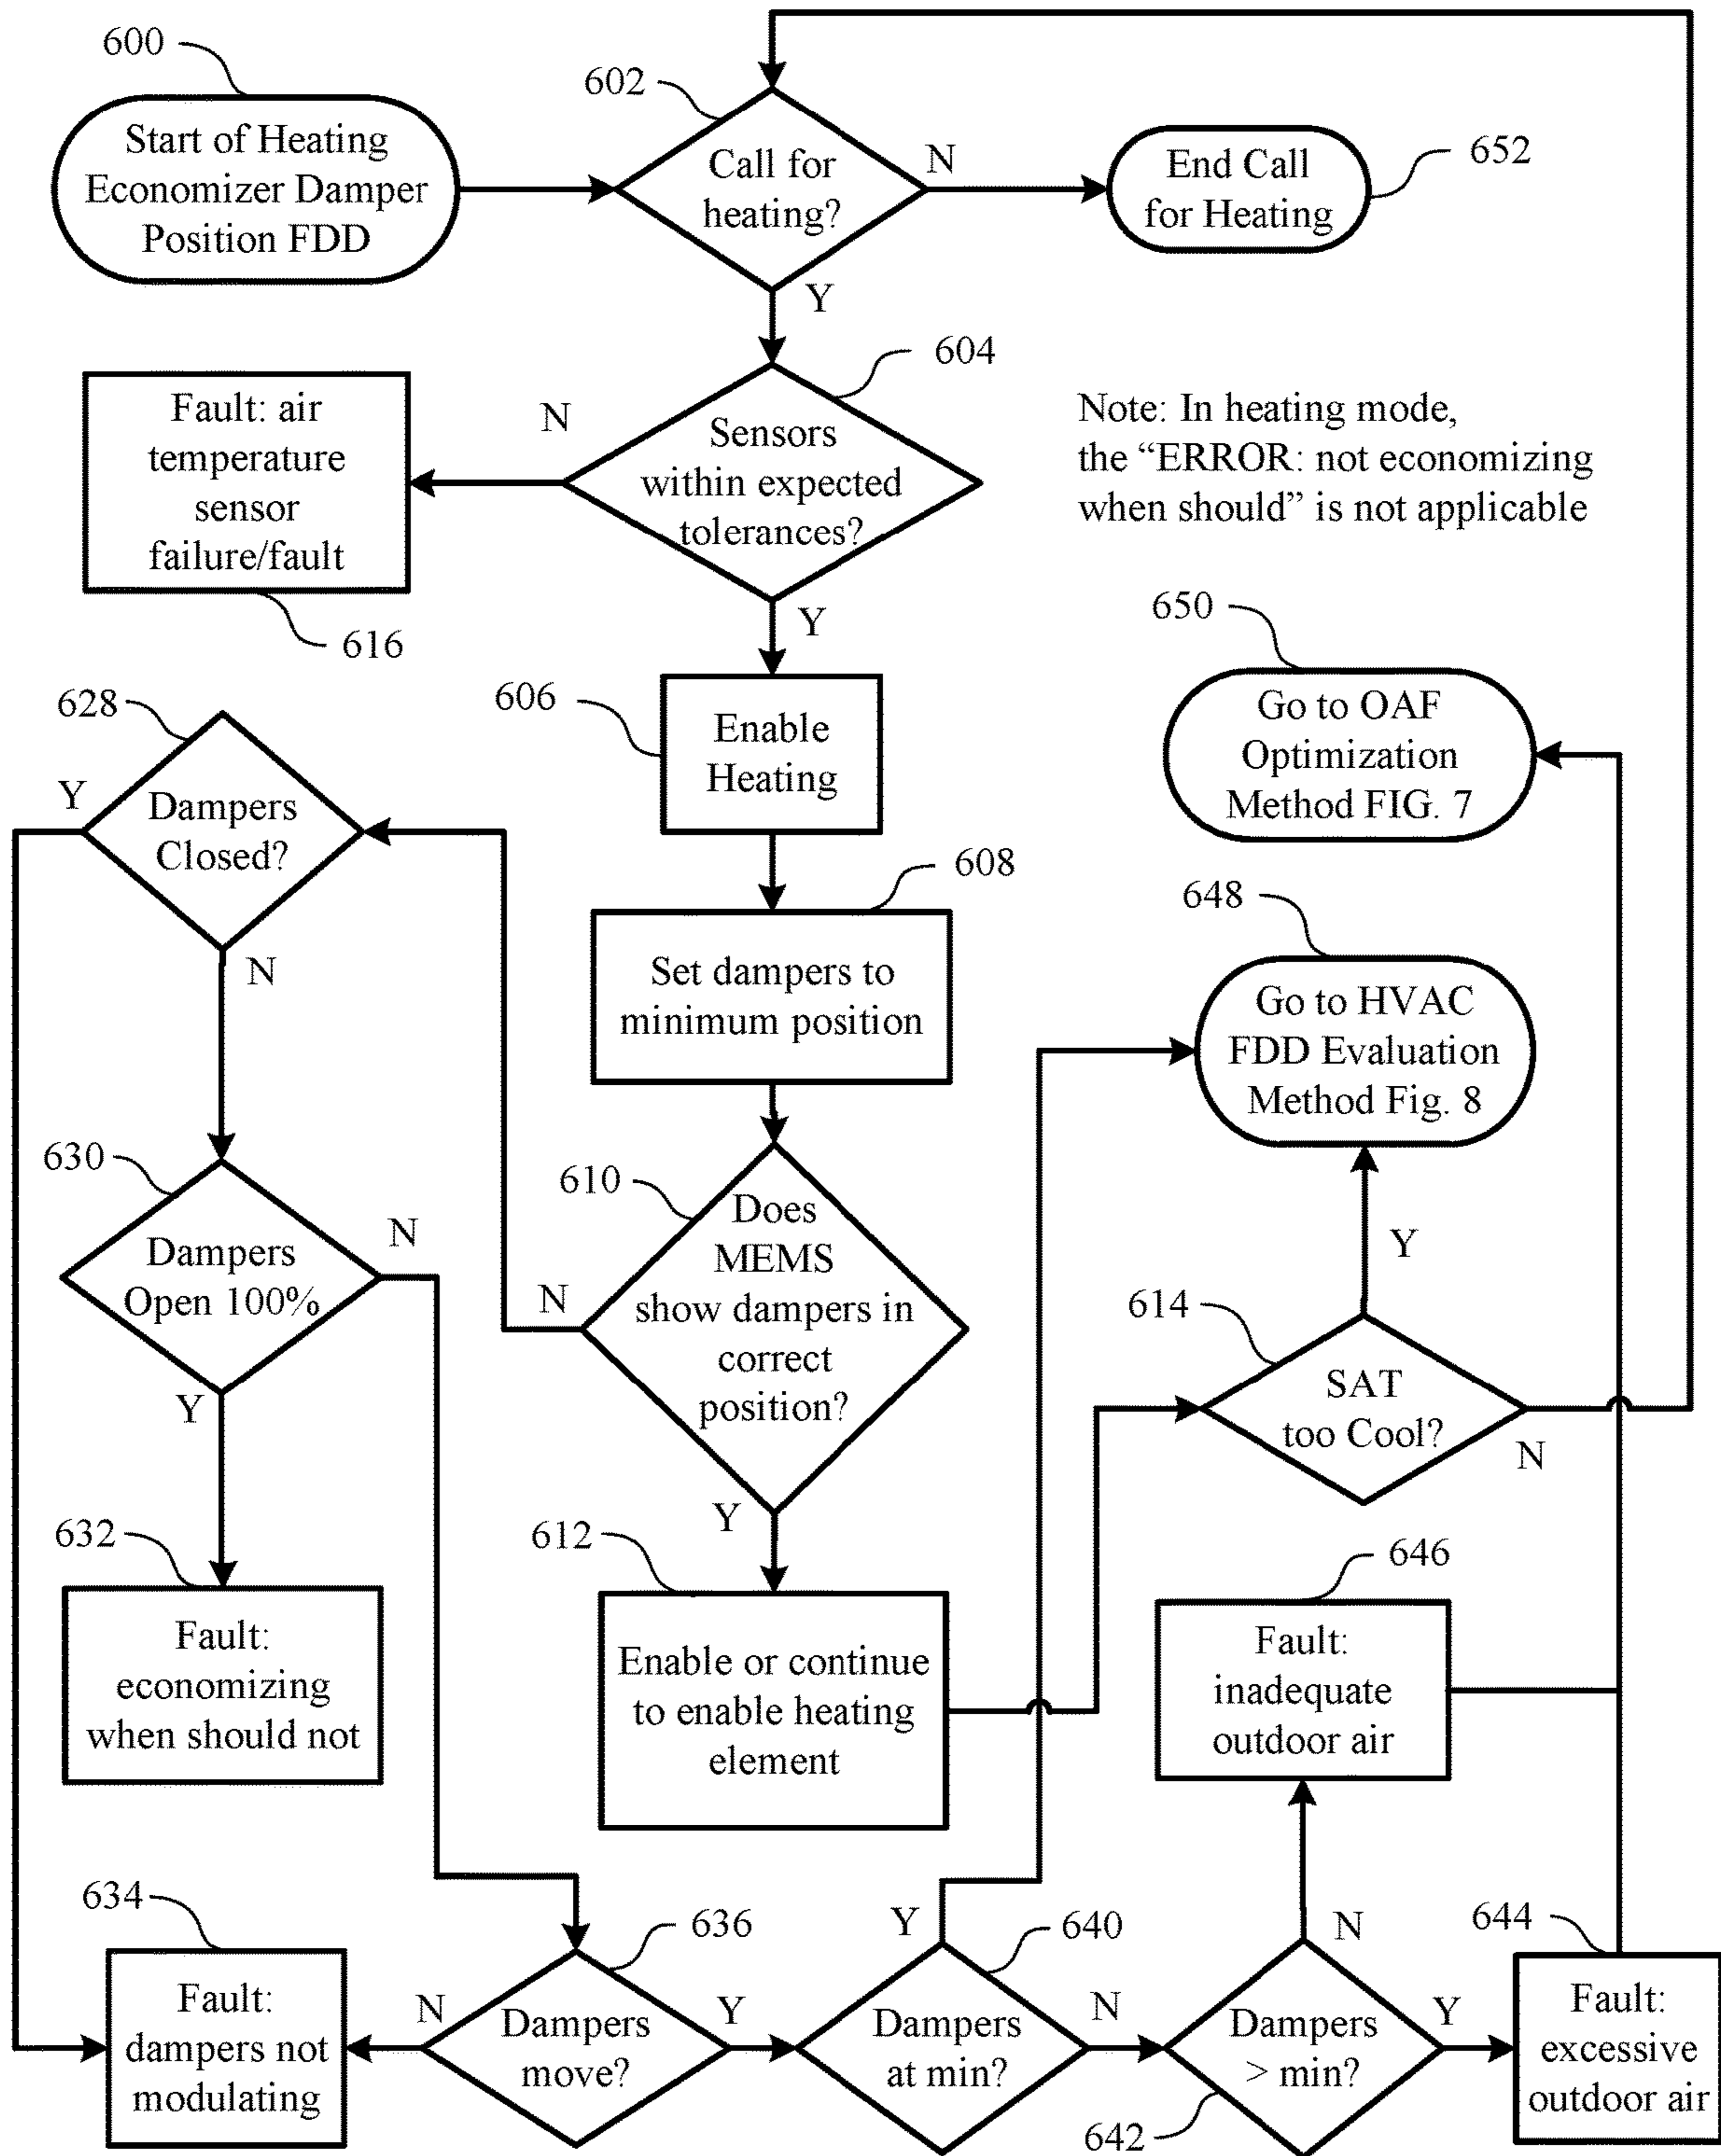 600
Start of Heating
Economizer Damper
Position FDD
602
Call for
heating?
N
Y
End Call
for Heating
652
604
Sensors
within expected
tolerances?
N
Y
Fault: air
temperature
sensor
failure/fault
616
Note: In heating mode,
the “ERROR: not economizing
when should” is not applicable
606
Enable
Heating
650
Go to OAF
Optimization
Method FIG. 7
628
Dampers
Closed?
Y
N
608
Set dampers to
minimum position
648
Go to HVAC
FDD Evaluation
Method Fig. 8
630
Dampers
Open 100%
N
Y
610
Does
MEMS
show dampers in
correct
position?
N
Y
614
SAT
too Cool?
Y
N
632
Fault:
economizing
when should not
612
Enable or continue
to enable heating
element
646
Fault:
inadequate
outdoor air
634
Fault:
dampers not
modulating
636
Dampers
move?
N
Y
640
Dampers
at min?
Y
N
642
Dampers
> min?
N
Y
644
Fault:
excessive
outdoor air